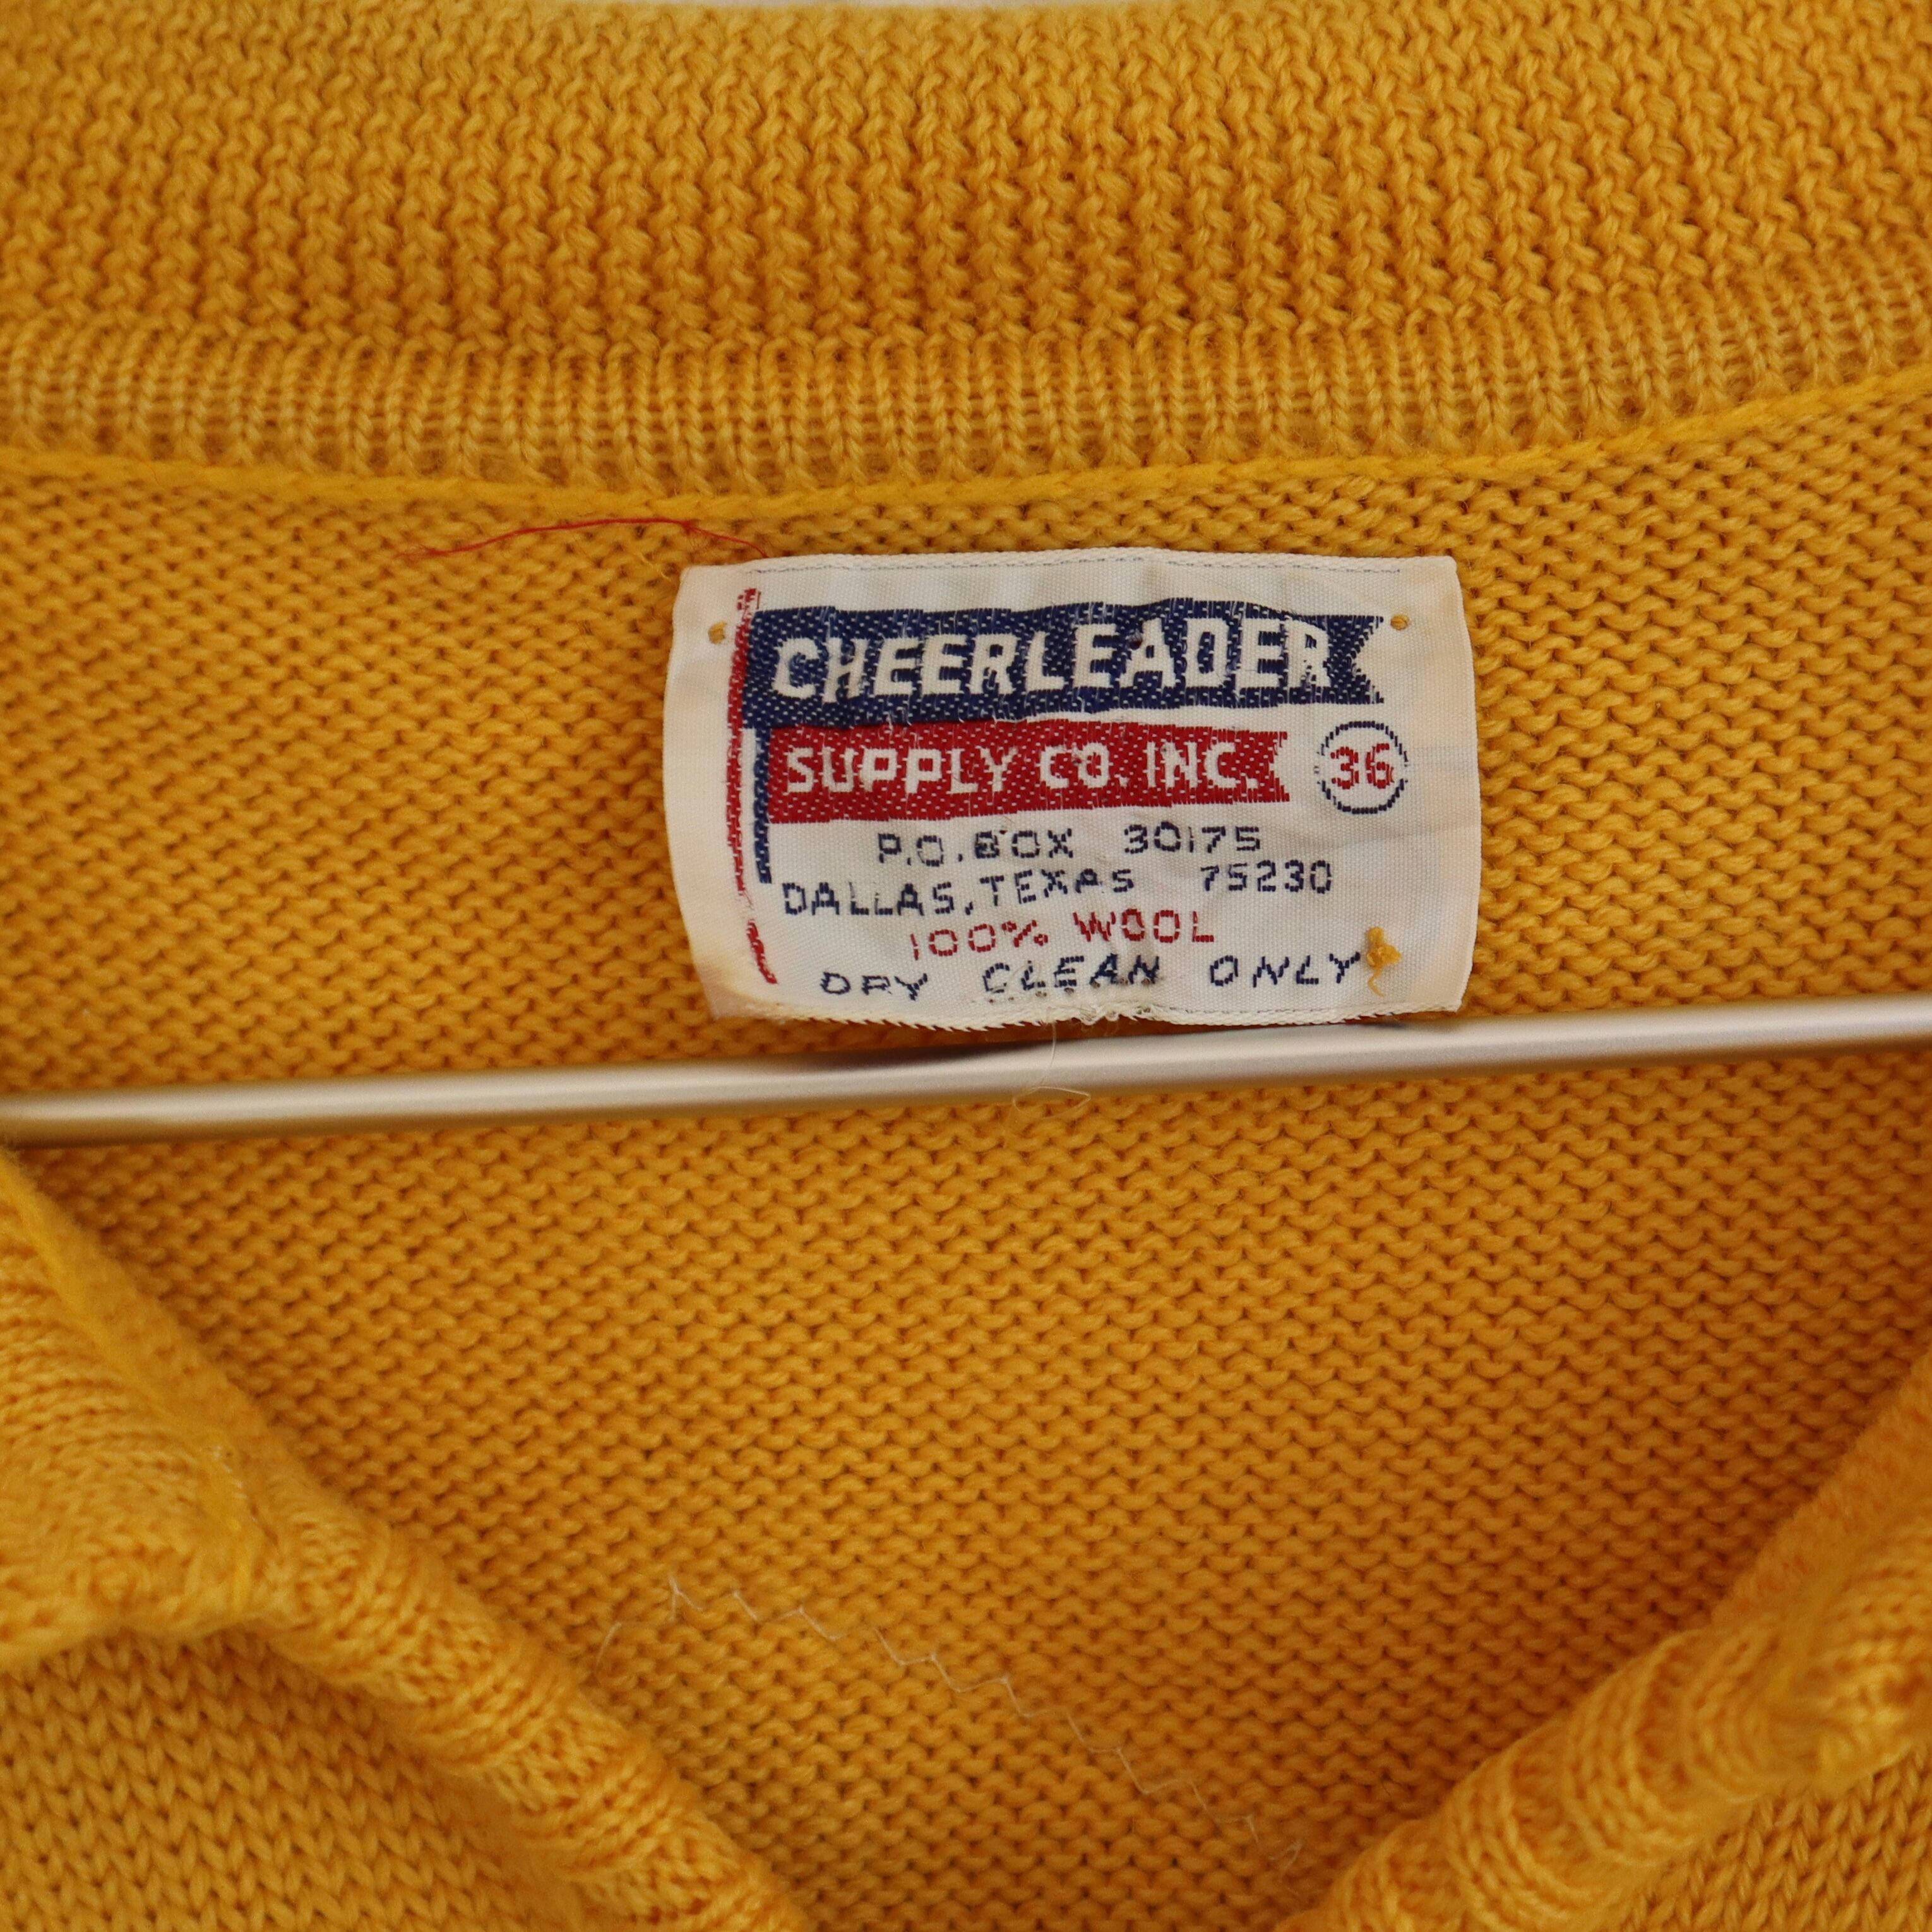 CHEERLEADER
SUPPLY CO. INC. 36
P.O. BOX 30175
DALLAS, TEXAS 75230
100% WOOL
DRY CLEAN ONLY